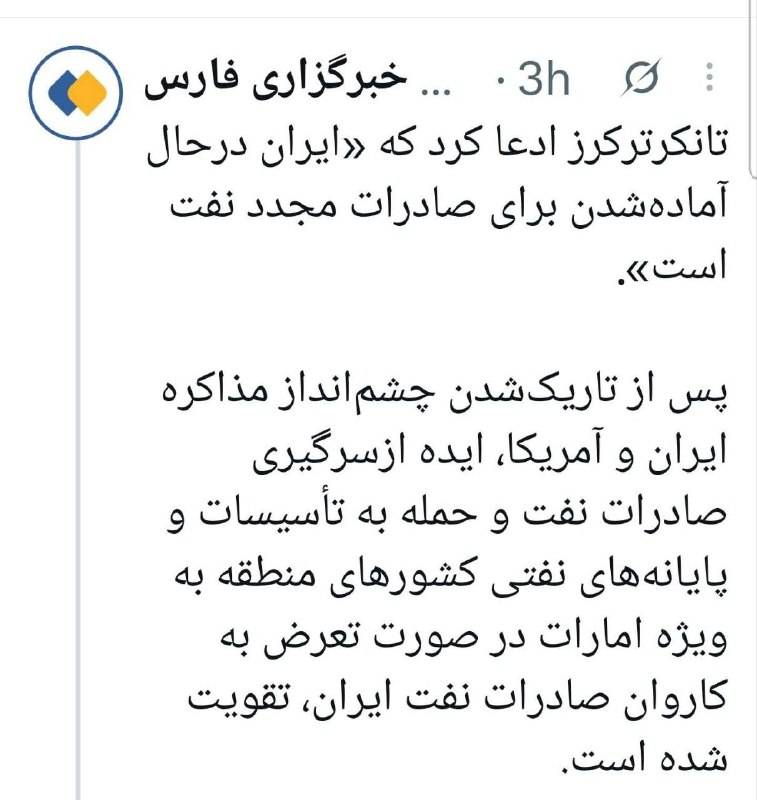 خبرگزاری فارس ... · 3h
تانکرترکرز ادعا کرد که «ایران درحال
آماده‌شدن برای صادرات مجدد نفت
است».
پس از تاریک‌شدن چشم‌انداز مذاکره
ایران و آمریکا، ایده ازسرگیری
صادرات نفت و حمله به تأسیسات و
پایانه‌های نفتی کشورهای منطقه به
ویژه امارات در صورت تعرض به
کاروان صادرات نفت ایران، تقویت
شده است.